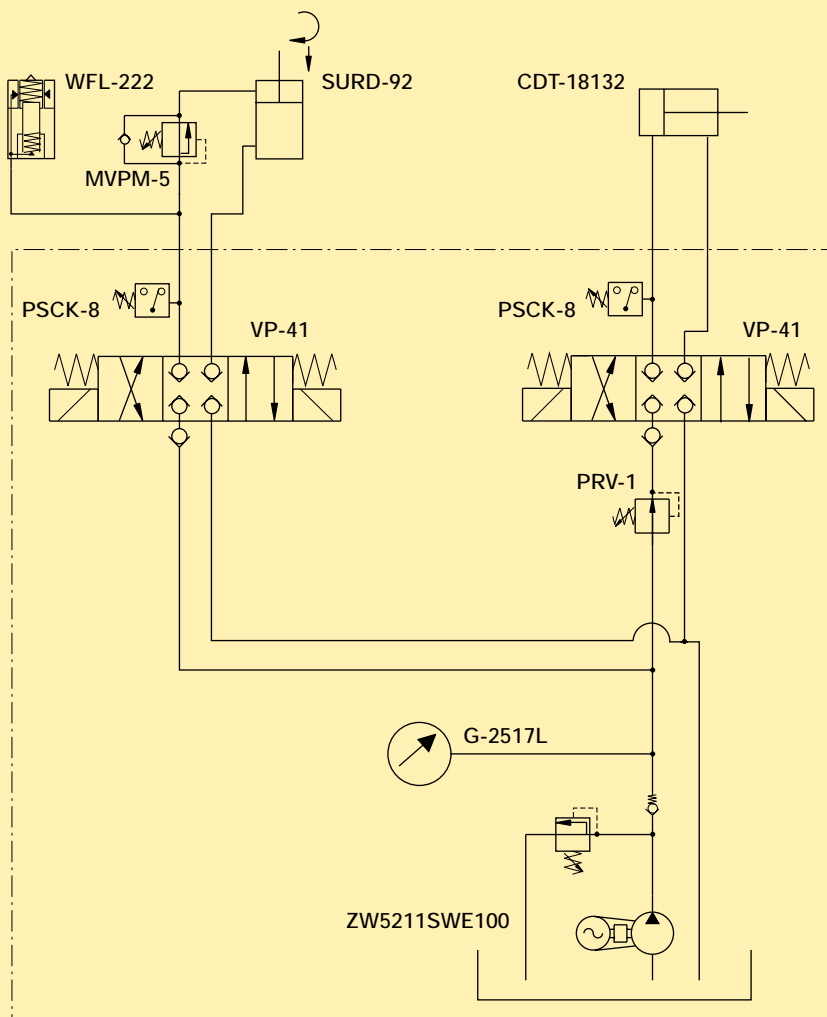 WFL-222
SURD-92
CDT-18132
MVPM-5
PSCK-8
PSCK-8
VP-41
VP-41
PRV-1
G-2517L
ZW5211SWE100